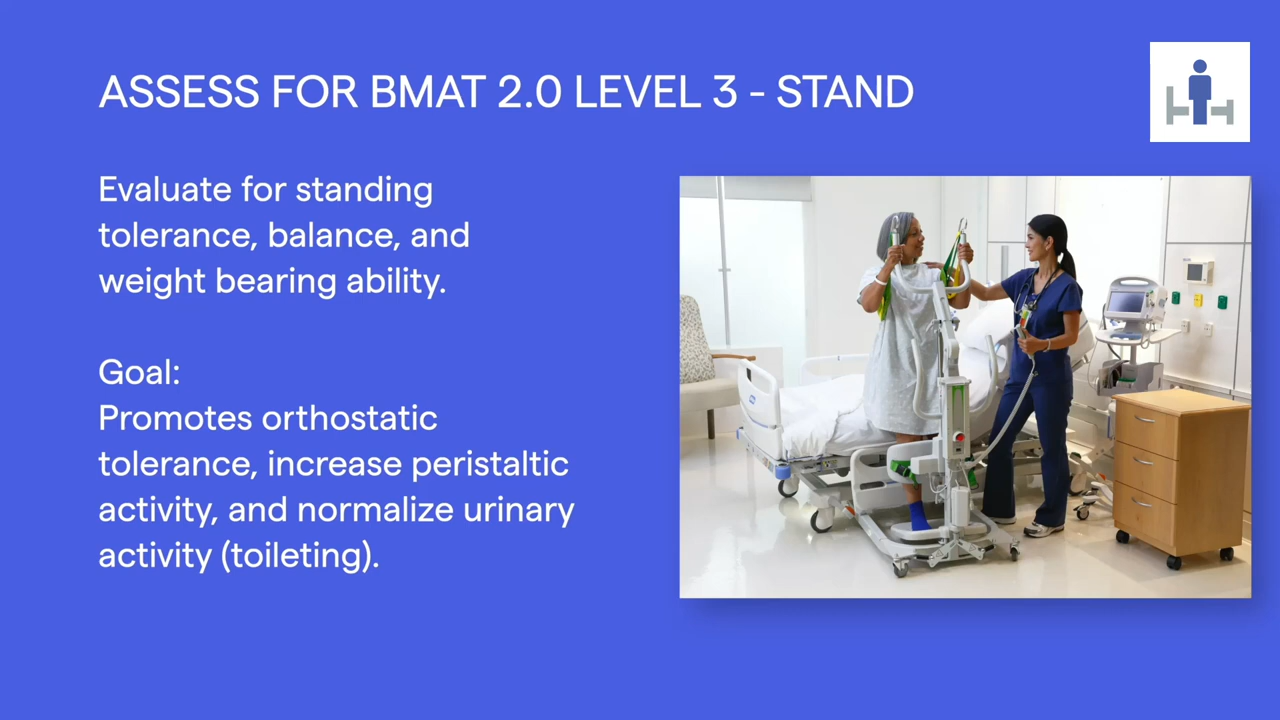 ASSESS FOR BMAT 2.0 LEVEL 3 - STAND
Evaluate for standing
tolerance, balance, and
weight bearing ability.
Goal:
Promotes orthostatic
tolerance, increase peristaltic
activity, and normalize urinary
activity (toileting).